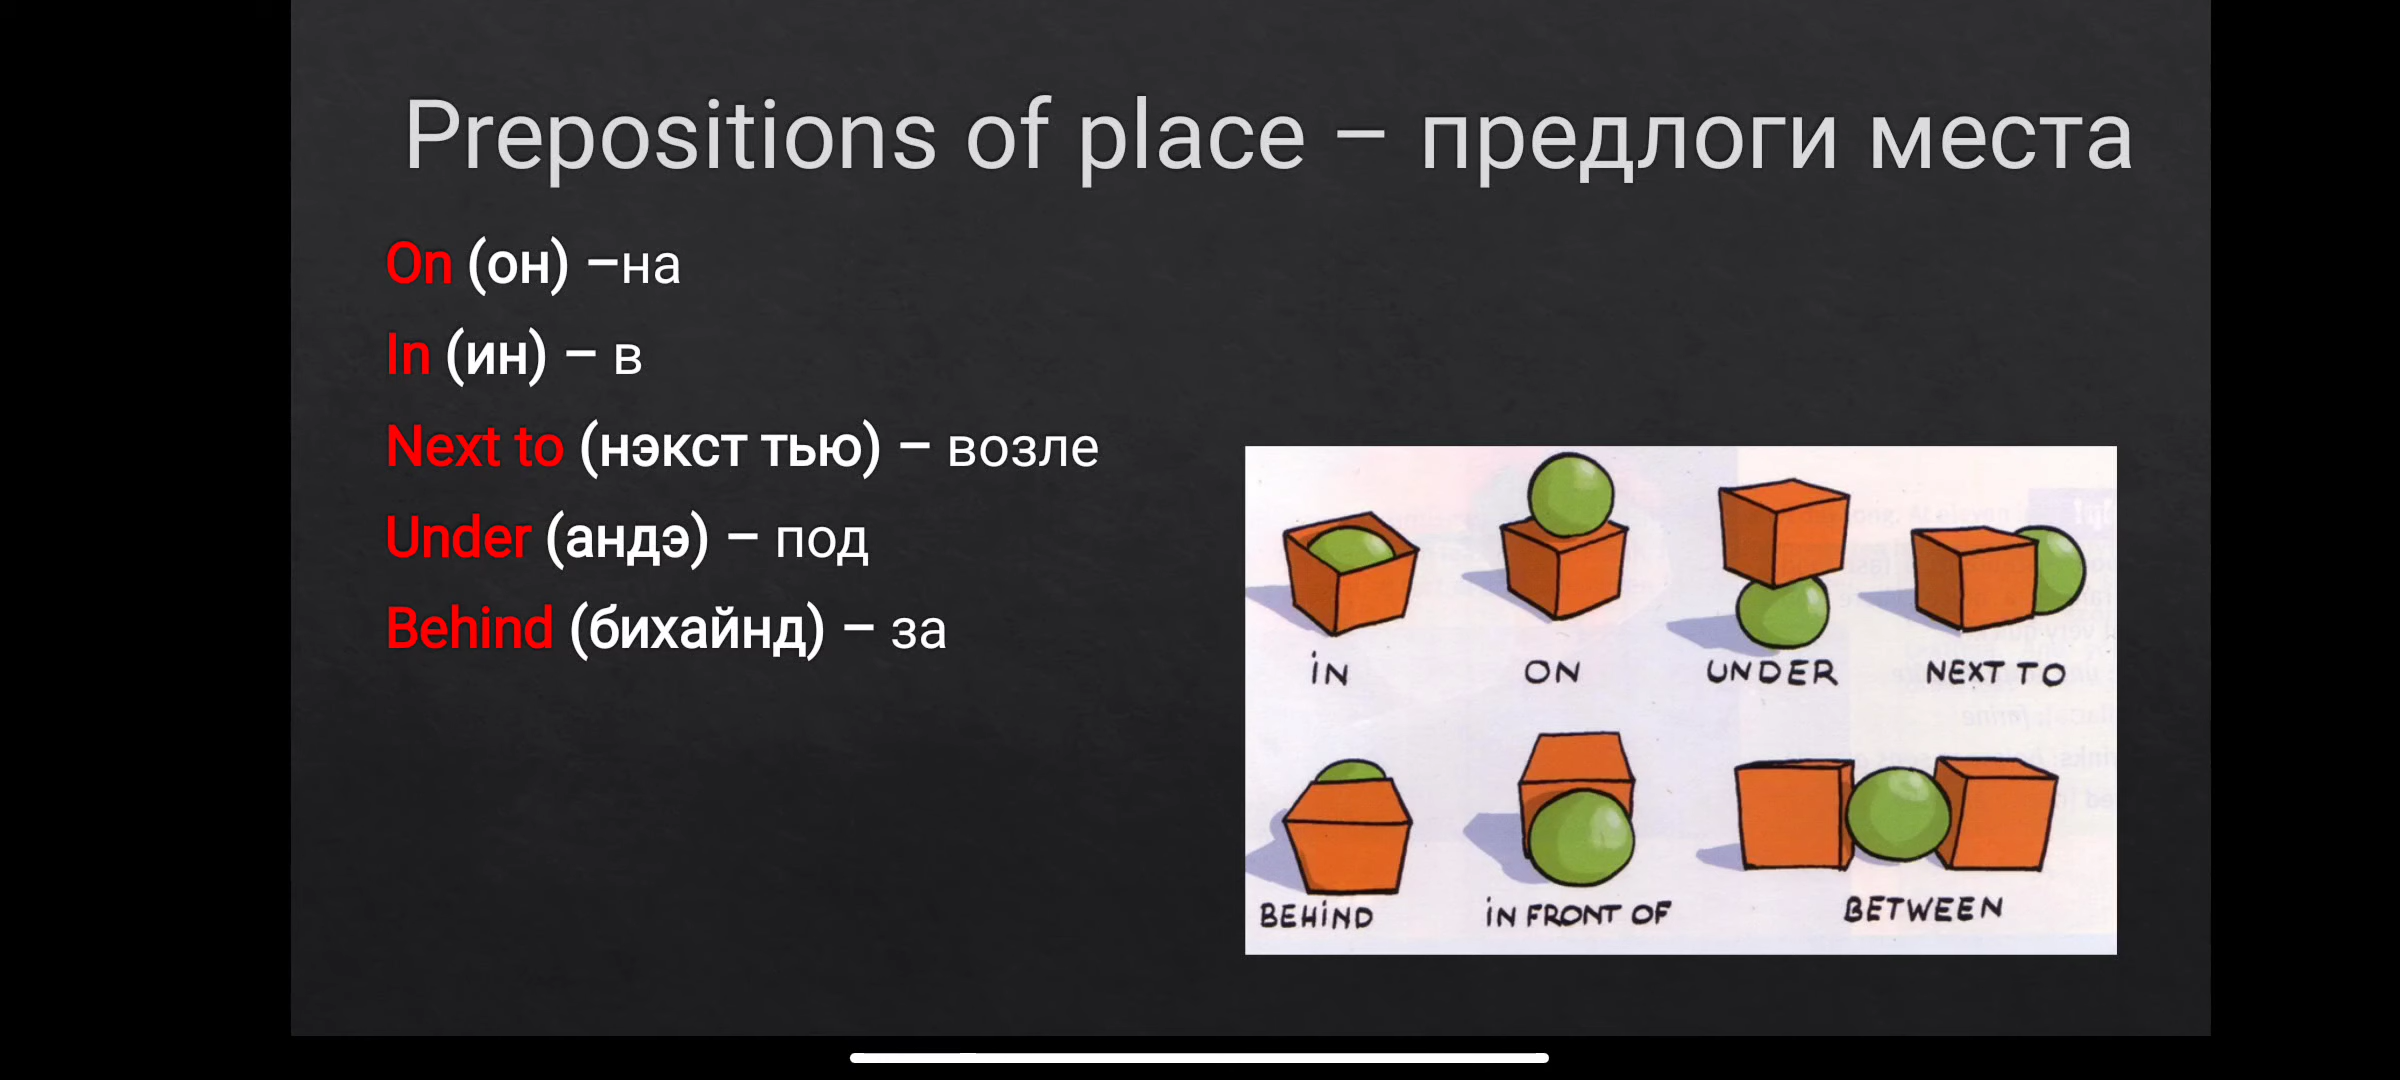 Prepositions of place – предлоги места
On (он) –на
In (ин) – в
Next to (нэкст тью) – возле
Under (андэ) – под
Behind (бихайнд) – за
iN ON UNDER NEXT TO
BEHiND iN FRONT OF BETWEEN